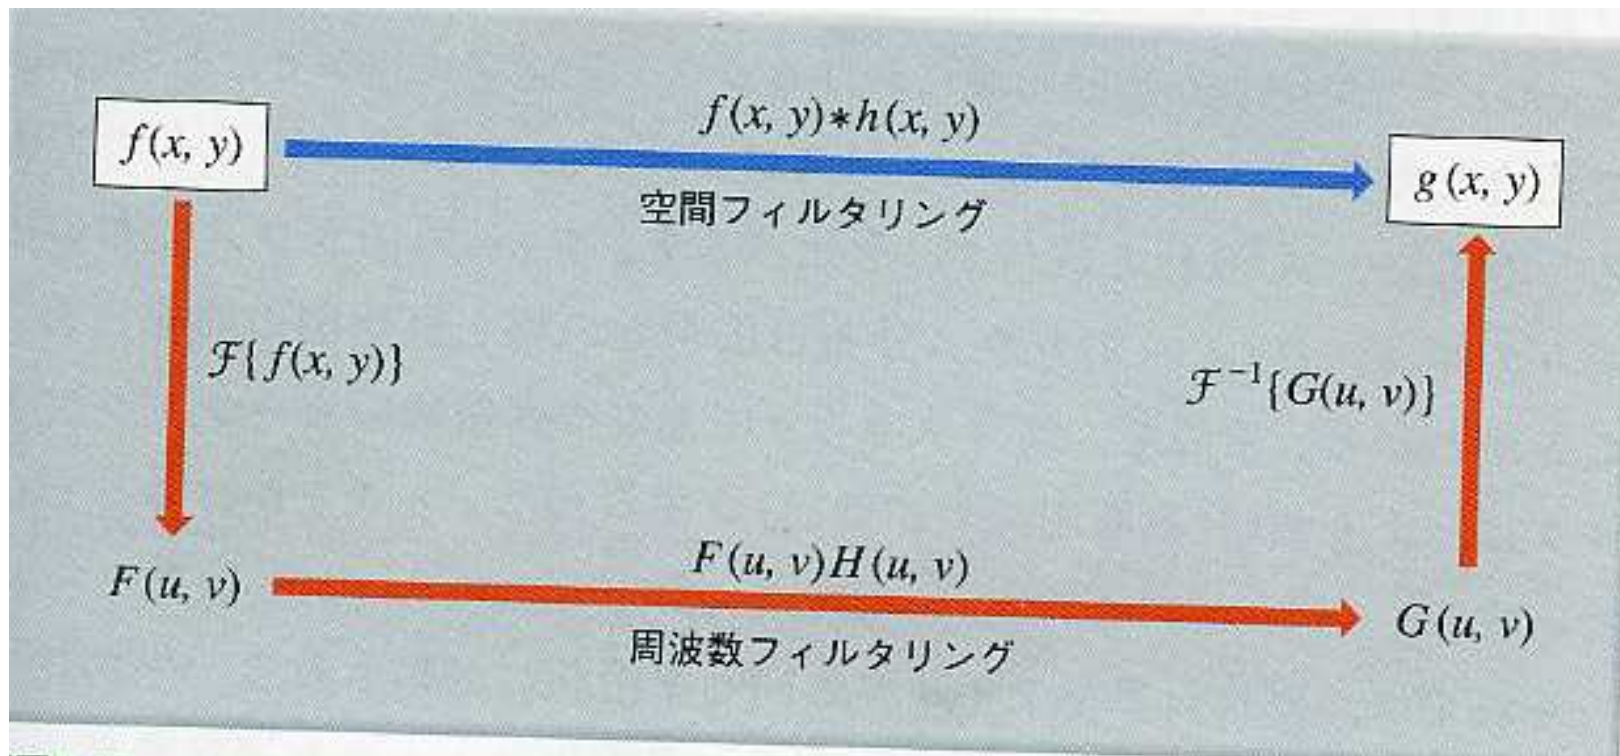 f(x, y)
f(x, y)*h(x, y)
空間フィルタリング
g(x, y)
ℱ{f(x, y)}
ℱ⁻¹{G(u, v)}
F(u, v)
F(u, v)H(u, v)
周波数フィルタリング
G(u, v)